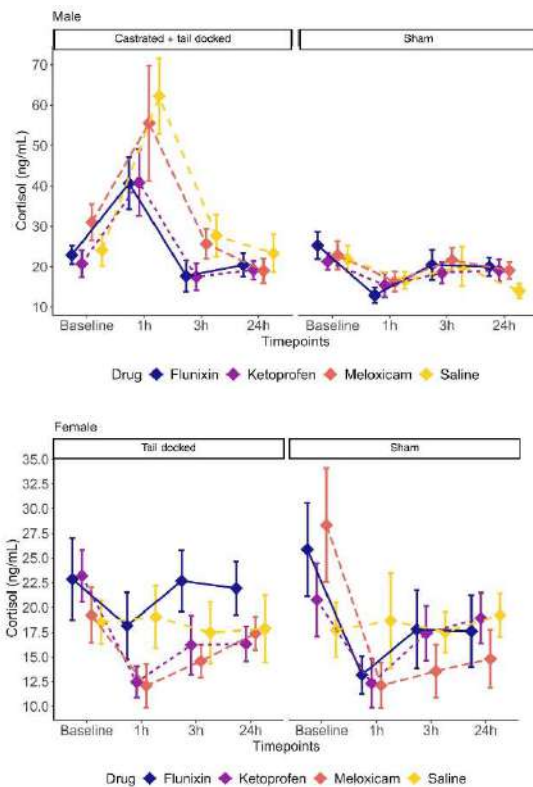 Male
Castrated + tail docked Sham
70
60
50
40
30
20
10
Cortisol (ng/mL)
Baseline 1h 3h 24h Baseline 1h 3h 24h
Timepoints
Drug Flunixin Ketoprofen Meloxicam Saline
Female
Tail docked Sham
35.0
32.5
30.0
27.5
25.0
22.5
20.0
17.5
15.0
12.5
10.0
Cortisol (ng/mL)
Baseline 1h 3h 24h Baseline 1h 3h 24h
Timepoints
Drug Flunixin Ketoprofen Meloxicam Saline